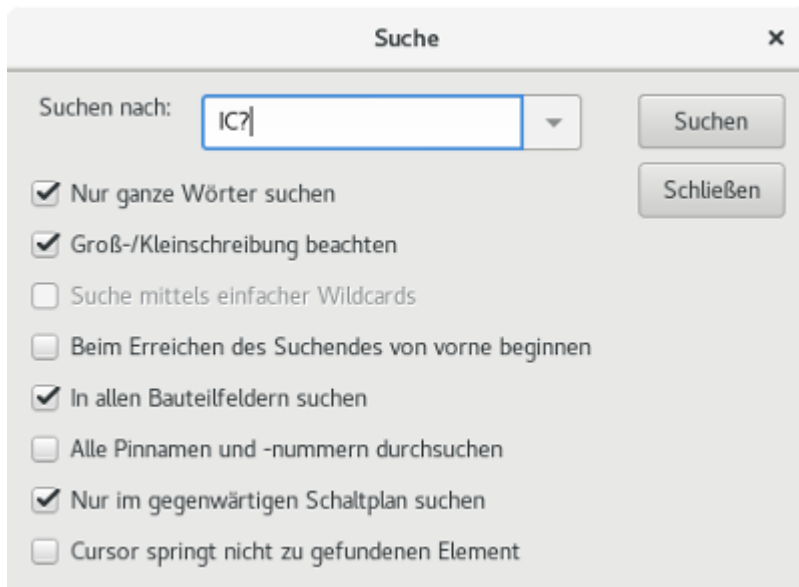 Suche
Suchen nach:
IC?
Suchen
Nur ganze Wörter suchen
Schließen
Groß-/Kleinschreibung beachten
Suche mittels einfacher Wildcards
Beim Erreichen des Suchendes von vorne beginnen
In allen Bauteilfeldern suchen
Alle Pinnamen und -nummern durchsuchen
Nur im gegenwärtigen Schaltplan suchen
Cursor springt nicht zu gefundenen Element